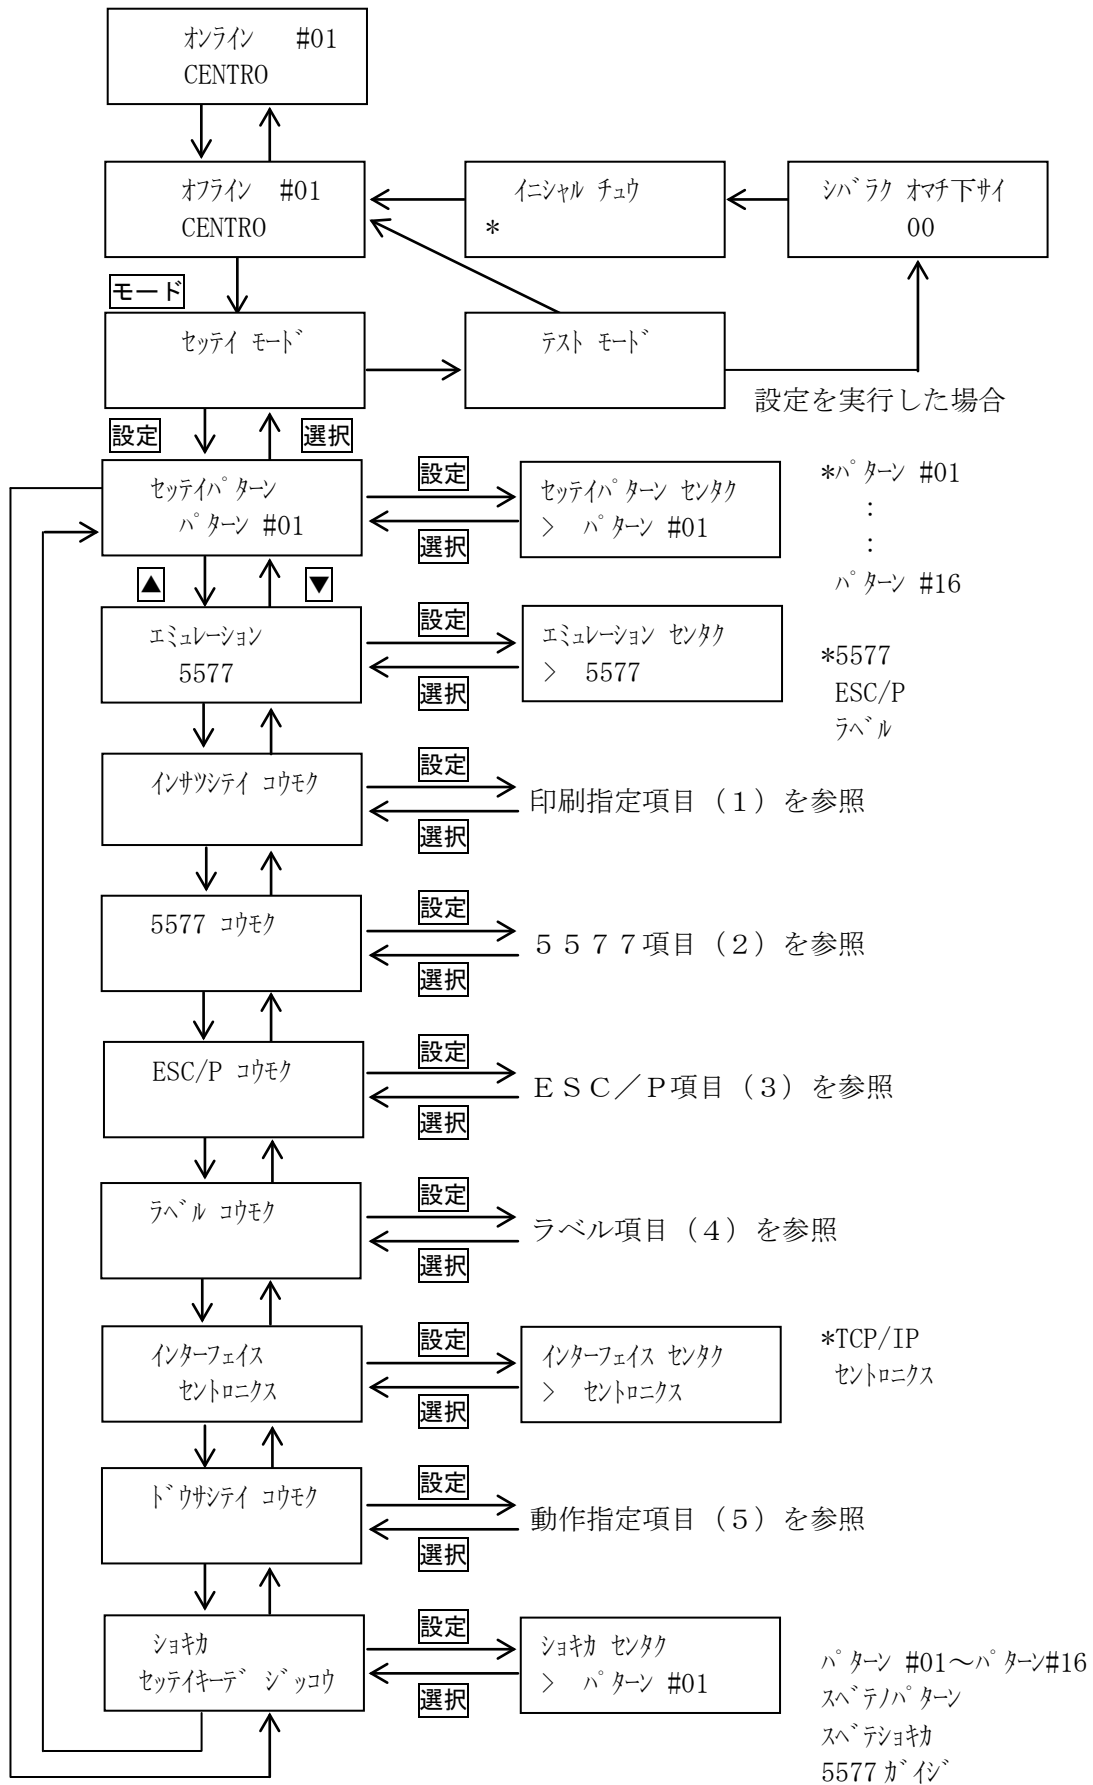 ｵﾝﾗｲﾝ #01
CENTRO
ｵﾌﾗｲﾝ #01
CENTRO
ｲﾆｼｬﾙ ﾁｭｳ
*
ｼﾊﾞﾗｸ ｵﾏﾁ下ｻｲ
00
モード
ｾｯﾃｲ ﾓｰﾄﾞ
ﾃｽﾄ ﾓｰﾄﾞ
設定を実行した場合
設定
選択
ｾｯﾃｲﾊﾟﾀｰﾝ
ﾊﾟﾀｰﾝ #01
設定
選択
ｾｯﾃｲﾊﾟﾀｰﾝ ｾﾝﾀｸ
> ﾊﾟﾀｰﾝ #01
*ﾊﾟﾀｰﾝ #01
:
:
ﾊﾟﾀｰﾝ #16
▲
▼
ｴﾐｭﾚｰｼｮﾝ
5577
設定
選択
ｴﾐｭﾚｰｼｮﾝ ｾﾝﾀｸ
> 5577
*5577
ESC/P
ﾗﾍﾞﾙ
ｲﾝｻﾂｼﾃｲ ｺｳﾓｸ
設定
選択
印刷指定項目（１）を参照
5577 ｺｳﾓｸ
設定
選択
５５７７項目（２）を参照
ESC/P ｺｳﾓｸ
設定
選択
ＥＳＣ／Ｐ項目（３）を参照
ﾗﾍﾞﾙ ｺｳﾓｸ
設定
選択
ラベル項目（４）を参照
ｲﾝﾀｰﾌｪｲｽ
ｾﾝﾄﾛﾆｸｽ
設定
選択
ｲﾝﾀｰﾌｪｲｽ ｾﾝﾀｸ
> ｾﾝﾄﾛﾆｸｽ
*TCP/IP
ｾﾝﾄﾛﾆｸｽ
ﾄﾞｳｻｼﾃｲ ｺｳﾓｸ
設定
選択
動作指定項目（５）を参照
ｼｮｷｶ
ｾｯﾃｲｷｰﾃﾞ ｼﾞｯｺｳ
設定
選択
ｼｮｷｶ ｾﾝﾀｸ
> ﾊﾟﾀｰﾝ #01
ﾊﾟﾀｰﾝ #01～ﾊﾟﾀｰﾝ#16
ｽﾍﾞﾃﾉﾊﾟﾀｰﾝ
ｽﾍﾞﾃｼｮｷｶ
5577ｶﾞｲｼﾞ